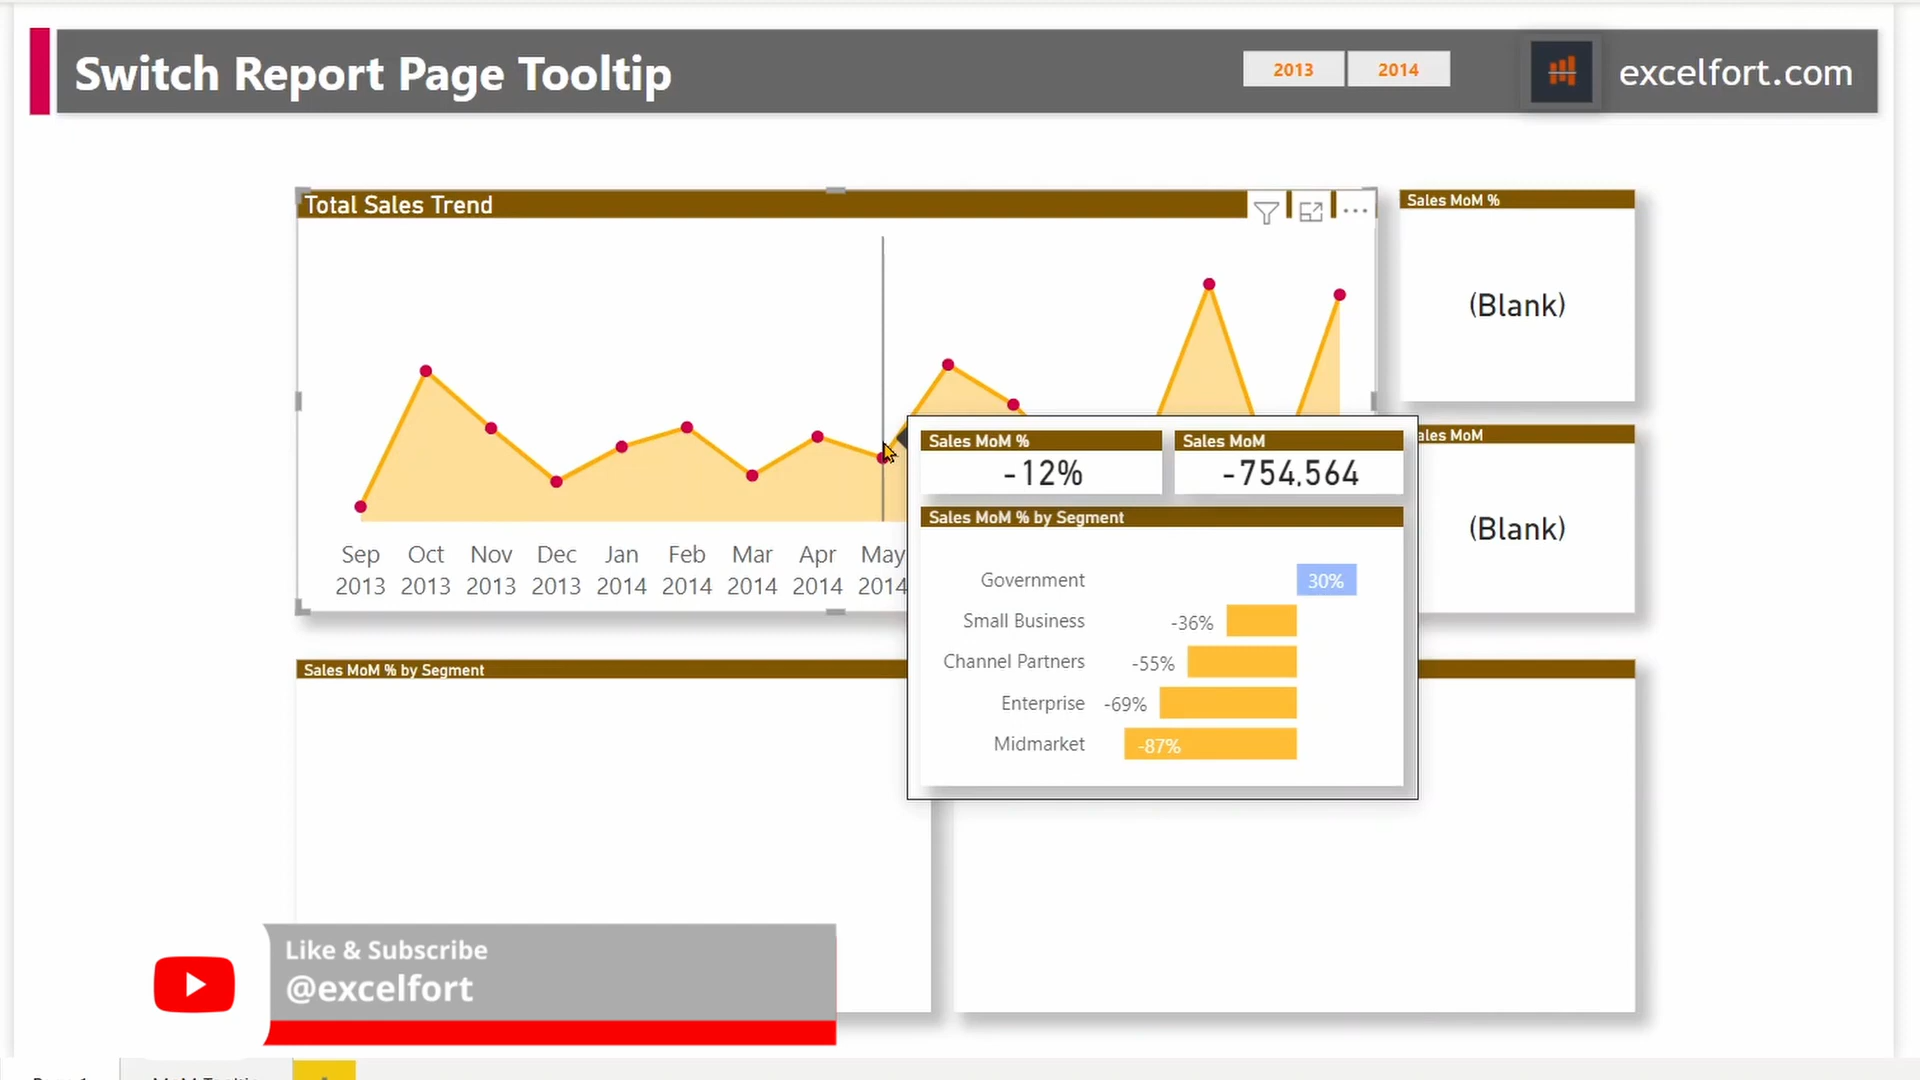 Switch Report Page Tooltip
2013 2014
excelfort.com
Total Sales Trend
Sales MoM %
(Blank)
Sales MoM %
-12%
Sales MoM
-754,564
ales MoM
(Blank)
Sales MoM % by Segment
Government 30%
Small Business -36%
Channel Partners -55%
Enterprise -69%
Midmarket -87%
Sep Oct Nov Dec Jan Feb Mar Apr May
2013 2013 2013 2013 2014 2014 2014 2014 2014
Sales MoM % by Segment
Like & Subscribe
@excelfort